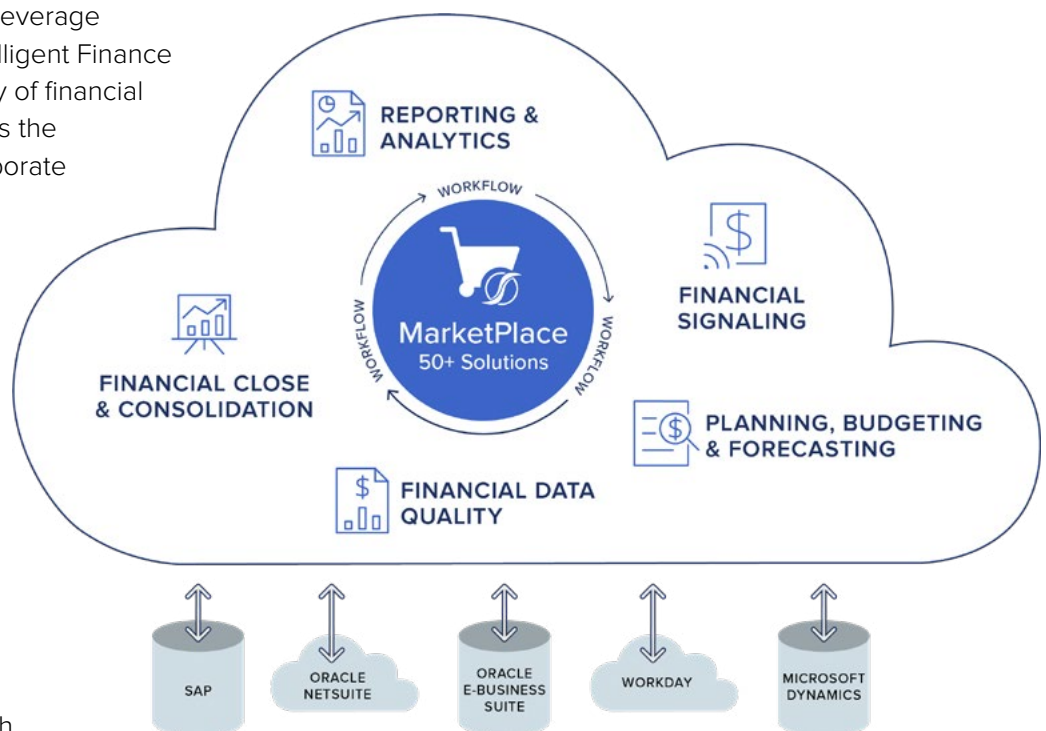 everage
lligent Finance
y of financial
s the
porate
REPORTING &
ANALYTICS
WORKFLOW
WORKFLOW
WORKFLOW
MarketPlace
50+ Solutions
FINANCIAL
SIGNALING
FINANCIAL CLOSE
& CONSOLIDATION
PLANNING, BUDGETING
& FORECASTING
FINANCIAL DATA
QUALITY
SAP
ORACLE
NETSUITE
ORACLE
E-BUSINESS
SUITE
WORKDAY
MICROSOFT
DYNAMICS